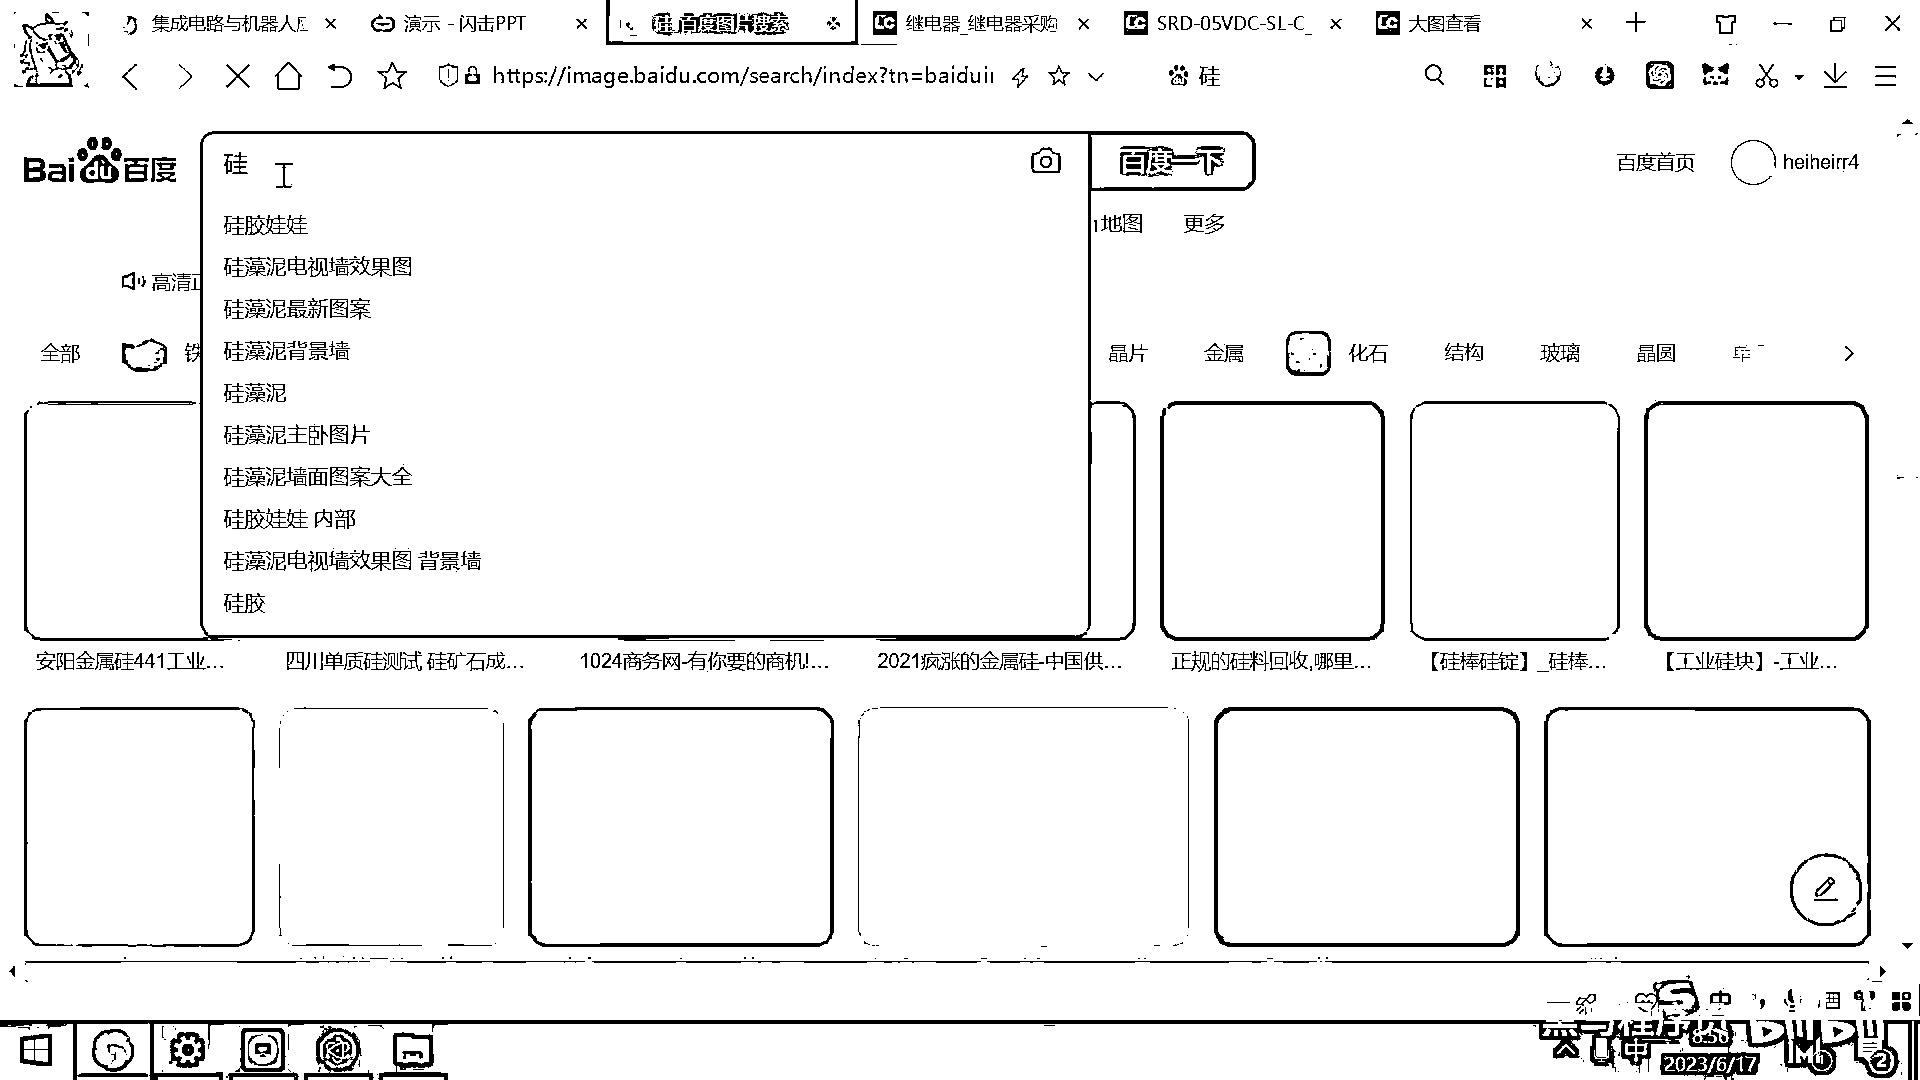 集成电路与机器人
演示 - 闪击PPT
硅_百度图片搜索
LC 继电器_继电器采购
LC SRD-05VDC-SL-C_
LC 大图查看
https://image.baidu.com/search/index?tn=baidui
硅
Bai du 百度
硅
百度一下
百度首页
heiheirr4
硅胶娃娃
地图
更多
硅藻泥电视墙效果图
高清
硅藻泥最新图案
全部
硅藻泥背景墙
晶片
金属
化石
结构
玻璃
晶圆
硅藻泥
硅藻泥主卧图片
硅藻泥墙面图案大全
硅胶娃娃 内部
硅藻泥电视墙效果图 背景墙
硅胶
安阳金属硅441工业...
四川单质硅测试 硅矿石成...
1024商务网-有你要的商机!...
2021疯涨的金属硅-中国供...
正规的硅料回收,哪里...
【硅棒硅锭】_硅棒...
【工业硅块】-工业...
中
中
2023/6/17
2